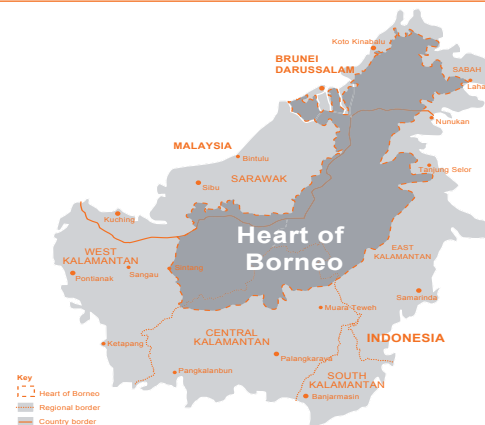 Koto Kinabalu
BRUNEI
DARUSSALAM
SABAH
Laha
Nunukan
MALAYSIA
Bintulu
Tanjung Selor
SARAWAK
Sibu
Kuching
Heart of
Borneo
WEST
KALAMANTAN
EAST
KALAMANTAN
Sintang
Sangau
Pontianak
Samarinda
Muara Teweh
CENTRAL
KALAMANTAN
INDONESIA
Ketapang
Palangkaraya
Pangkalanbun
SOUTH
KALAMANTAN
Banjarmasin
Key
Heart of Borneo
Regional border
Country border